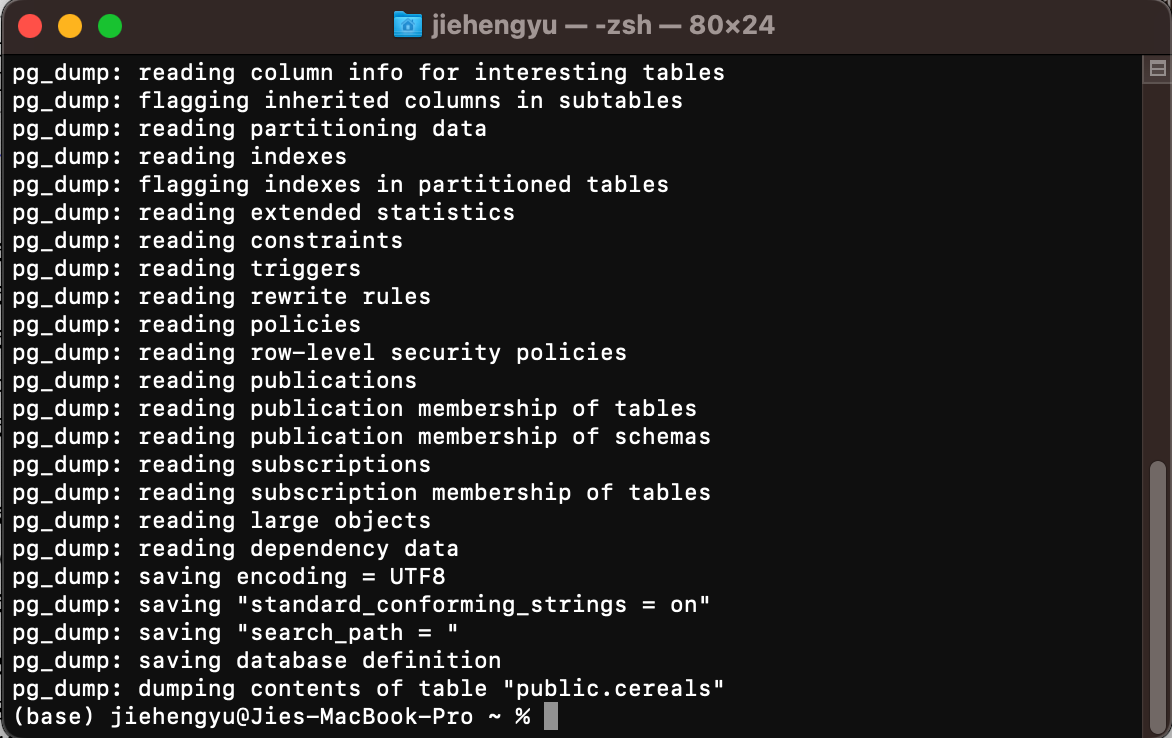 jiehengyu — -zsh — 80×24
pg_dump: reading column info for interesting tables
pg_dump: flagging inherited columns in subtables
pg_dump: reading partitioning data
pg_dump: reading indexes
pg_dump: flagging indexes in partitioned tables
pg_dump: reading extended statistics
pg_dump: reading constraints
pg_dump: reading triggers
pg_dump: reading rewrite rules
pg_dump: reading policies
pg_dump: reading row-level security policies
pg_dump: reading publications
pg_dump: reading publication membership of tables
pg_dump: reading publication membership of schemas
pg_dump: reading subscriptions
pg_dump: reading subscription membership of tables
pg_dump: reading large objects
pg_dump: reading dependency data
pg_dump: saving encoding = UTF8
pg_dump: saving "standard_conforming_strings = on"
pg_dump: saving "search_path = "
pg_dump: saving database definition
pg_dump: dumping contents of table "public.cereals"
(base) jiehengyu@Jies-MacBook-Pro ~ %